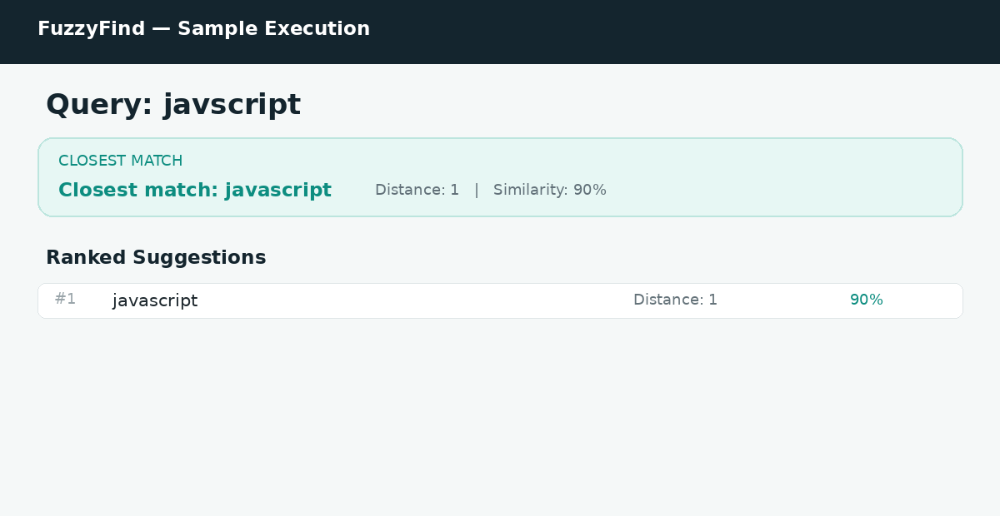 FuzzyFind — Sample Execution
Query: javscript
CLOSEST MATCH
Closest match: javascript Distance: 1 | Similarity: 90%
Ranked Suggestions
#1 javascript Distance: 1 90%